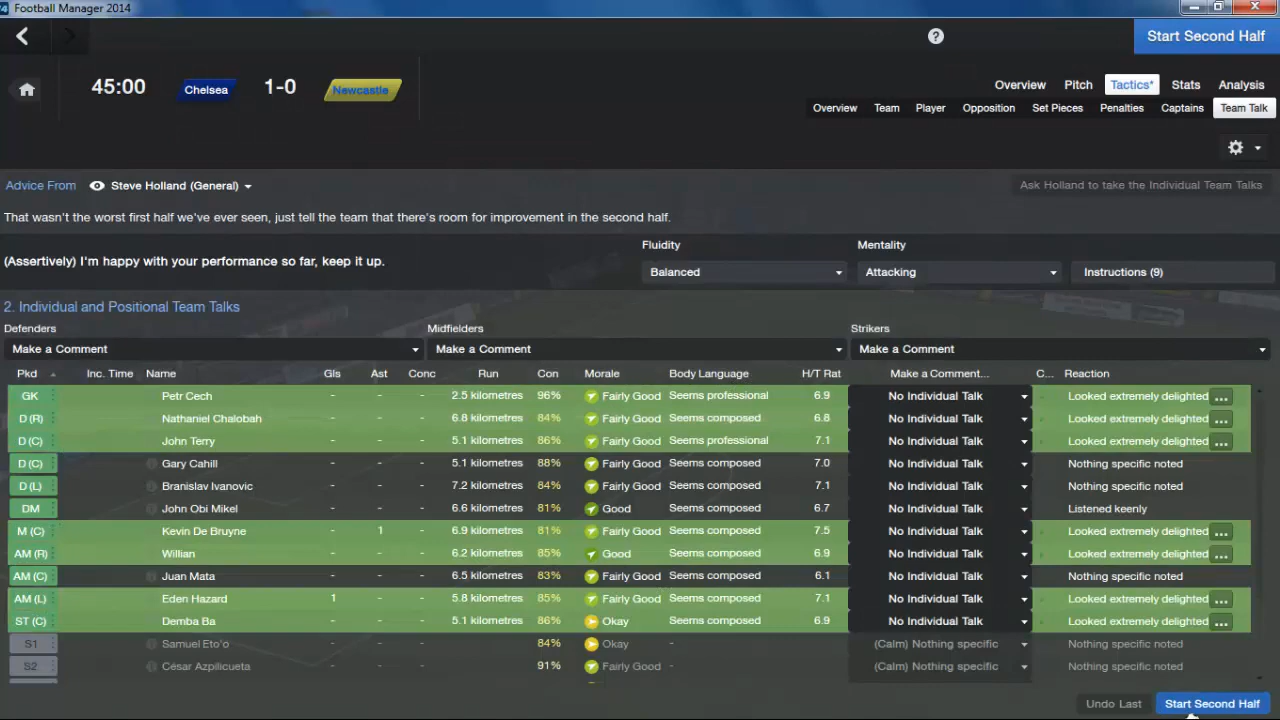 Football Manager 2014
Start Second Half
45:00 Chelsea 1-0 Newcastle
Overview Pitch Tactics* Stats Analysis
Overview Team Player Opposition Set Pieces Penalties Captains Team Talk
Advice From Steve Holland (General) Ask Holland to take the Individual Team Talks
That wasn't the worst first half we've ever seen, just tell the team that there's room for improvement in the second half.
Fluidity Mentality
(Assertively) I'm happy with your performance so far, keep it up. Balanced Attacking Instructions (9)
2. Individual and Positional Team Talks
Defenders Midfielders Strikers
Make a Comment Make a Comment Make a Comment
Pkd Inc. Time Name Gls Ast Conc Run Con Morale Body Language H/T Rat Make a Comment... C... Reaction
GK Petr Cech - - - 2.5 kilometres 96% Fairly Good Seems professional 6.9 No Individual Talk Looked extremely delighted ...
D (R) Nathaniel Chalobah - - - 6.8 kilometres 84% Fairly Good Seems composed 6.8 No Individual Talk Looked extremely delighted ...
D (C) John Terry - - - 5.1 kilometres 86% Fairly Good Seems professional 7.1 No Individual Talk Looked extremely delighted ...
D (C) Gary Cahill - - - 5.1 kilometres 88% Fairly Good Seems composed 7.0 No Individual Talk Nothing specific noted
D (L) Branislav Ivanovic - - - 7.2 kilometres 84% Fairly Good Seems composed 7.1 No Individual Talk Nothing specific noted
DM John Obi Mikel - - - 6.6 kilometres 81% Good Seems composed 6.7 No Individual Talk Listened keenly
M (C) Kevin De Bruyne - 1 - 6.9 kilometres 81% Fairly Good Seems composed 7.5 No Individual Talk Looked extremely delighted ...
AM (R) Willian - - - 6.2 kilometres 85% Good Seems composed 6.9 No Individual Talk Looked extremely delighted ...
AM (C) Juan Mata - - - 6.5 kilometres 83% Fairly Good Seems composed 6.1 No Individual Talk Nothing specific noted
AM (L) Eden Hazard 1 - - 5.8 kilometres 85% Fairly Good Seems composed 7.1 No Individual Talk Looked extremely delighted ...
ST (C) Demba Ba - - - 5.1 kilometres 86% Okay Seems composed 6.9 No Individual Talk Looked extremely delighted ...
S1 Samuel Eto'o 84% Okay - (Calm) Nothing specific Nothing specific noted
S2 César Azpilicueta 91% Fairly Good - (Calm) Nothing specific Nothing specific noted
Undo Last Start Second Half